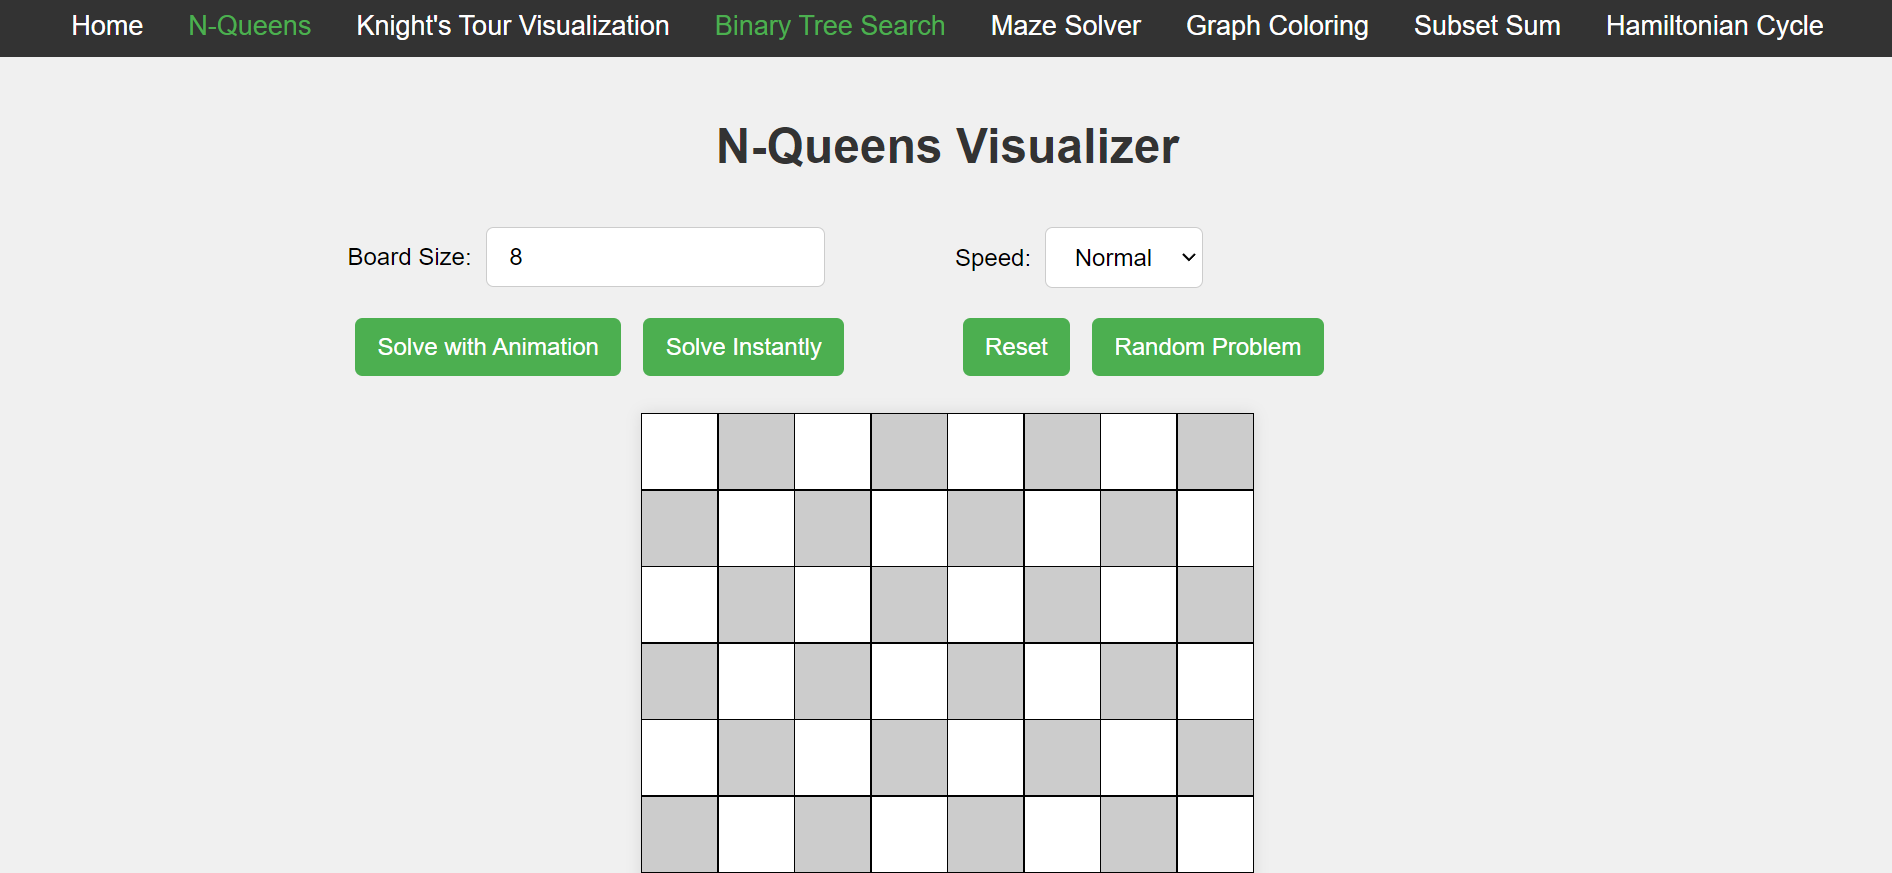 Home N-Queens Knight's Tour Visualization Binary Tree Search Maze Solver Graph Coloring Subset Sum Hamiltonian Cycle
N-Queens Visualizer
Board Size: 8 Speed: Normal
Solve with Animation Solve Instantly Reset Random Problem